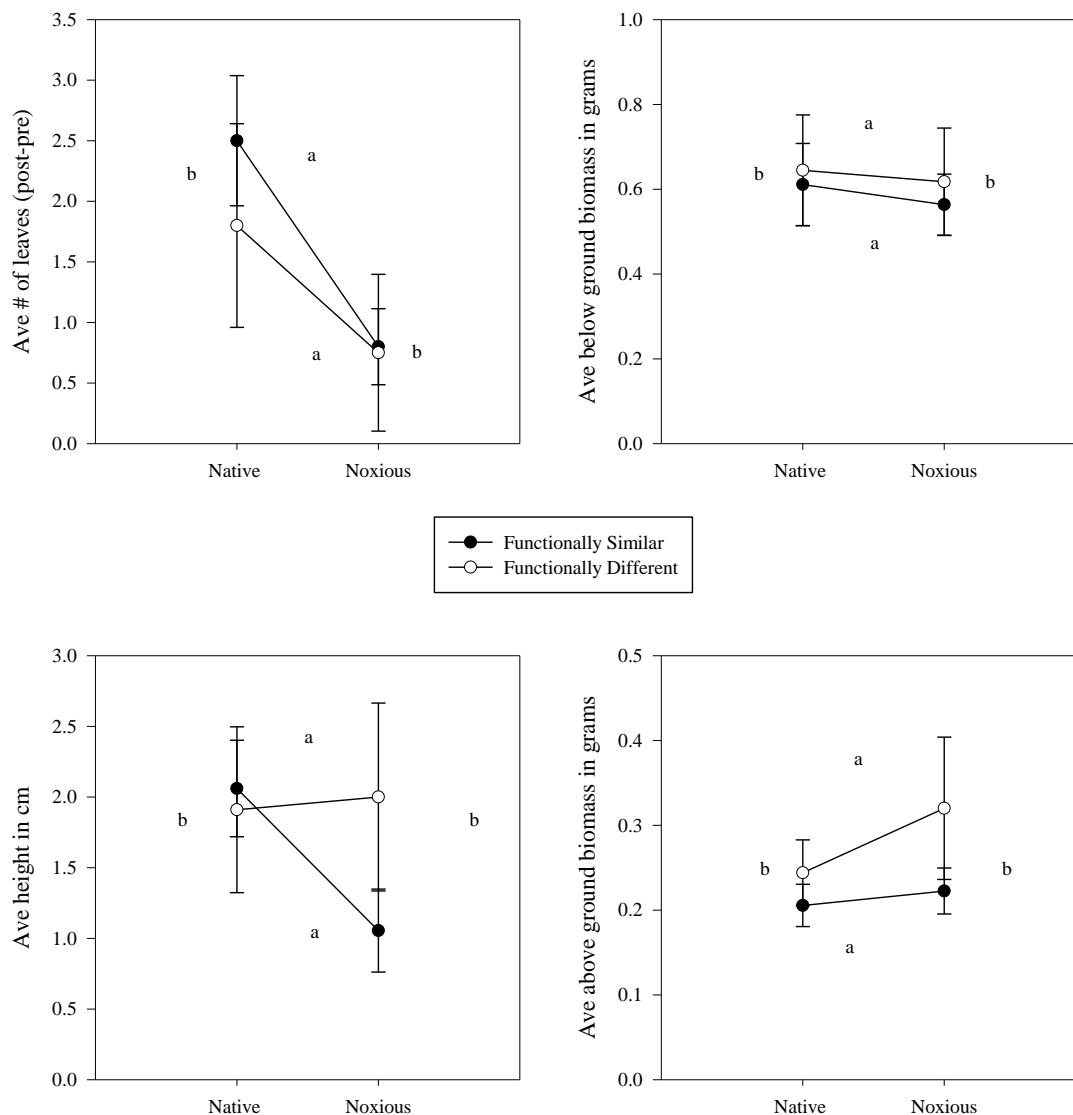 Ave # of leaves (post-pre)
3.5
3.0
2.5
2.0
1.5
1.0
0.5
0.0
b
a
a
b
Native Noxious
Ave below ground biomass in grams
1.0
0.8
0.6
0.4
0.2
0.0
a
b
b
a
Native Noxious
Functionally Similar
Functionally Different
Ave height in cm
3.0
2.5
2.0
1.5
1.0
0.5
0.0
a
b
b
a
Native Noxious
Ave above ground biomass in grams
0.5
0.4
0.3
0.2
0.1
0.0
a
b
b
a
Native Noxious